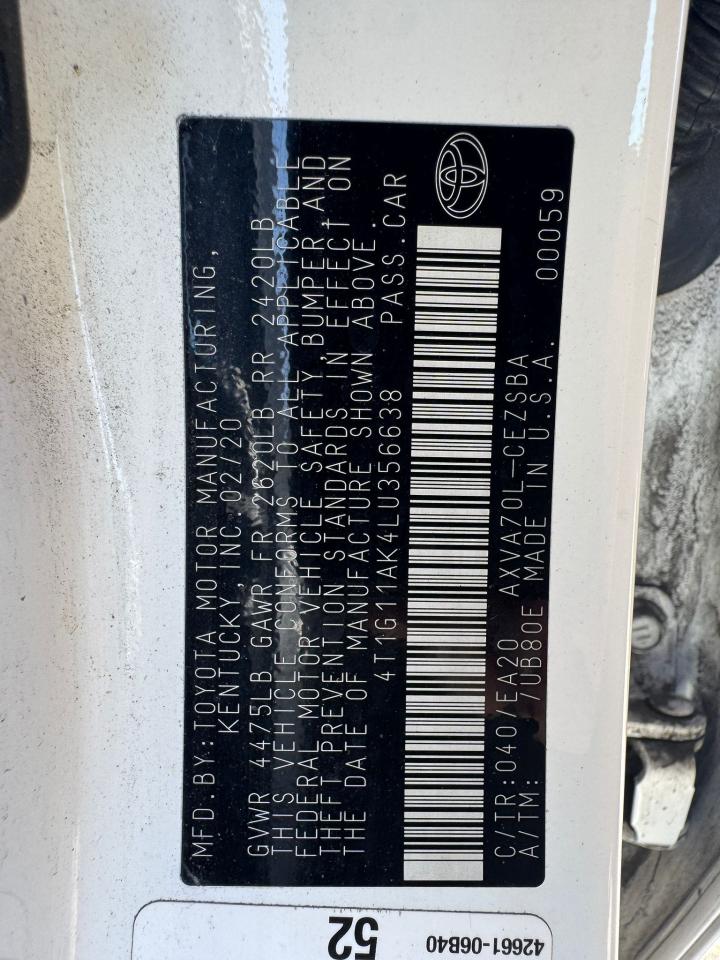 MFD.BY:TOYOTA MOTOR MANUFACTURING,
KENTUCKY, INC. 02/20
GVWR 4475LB GAWR FR 2620LB RR 2420LB
THIS VEHICLE CONFORMS TO ALL APPLICABLE
FEDERAL MOTOR VEHICLE SAFETY, BUMPER, AND
THEFT PREVENTION STANDARDS IN EFFECT ON
THE DATE OF MANUFACTURE SHOWN ABOVE.
4T1G11AK4LU356638 PASS.CAR
C/TR:040/EA20 AXVA70L-CEZSBA 00059
A/TM: /UB80E MADE IN U.S.A.
52
42661-06B40